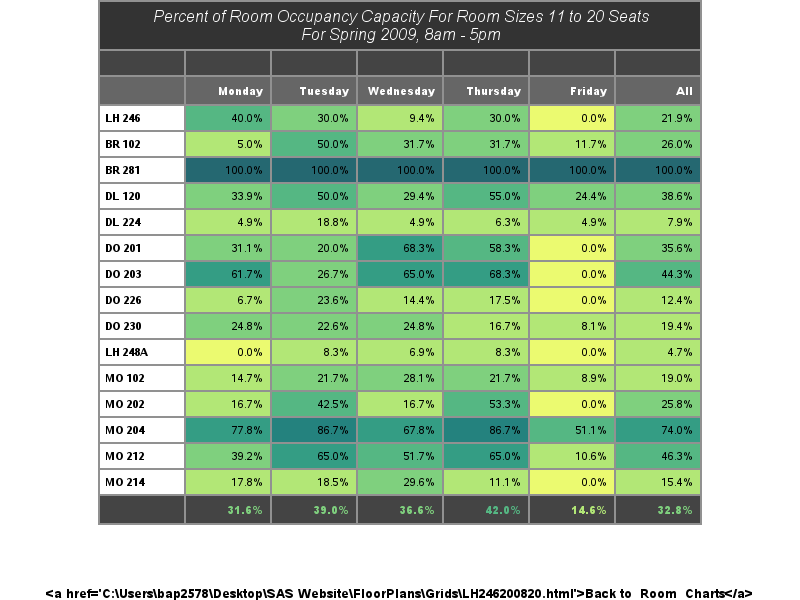 Percent of Room Occupancy Capacity For Room Sizes 11 to 20 Seats
For Spring 2009, 8am - 5pm
Monday Tuesday Wednesday Thursday Friday All
LH 246 40.0% 30.0% 9.4% 30.0% 0.0% 21.9%
BR 102 5.0% 50.0% 31.7% 31.7% 11.7% 26.0%
BR 281 100.0% 100.0% 100.0% 100.0% 100.0% 100.0%
DL 120 33.9% 50.0% 29.4% 55.0% 24.4% 38.6%
DL 224 4.9% 18.8% 4.9% 6.3% 4.9% 7.9%
DO 201 31.1% 20.0% 68.3% 58.3% 0.0% 35.6%
DO 203 61.7% 26.7% 65.0% 68.3% 0.0% 44.3%
DO 226 6.7% 23.6% 14.4% 17.5% 0.0% 12.4%
DO 230 24.8% 22.6% 24.8% 16.7% 8.1% 19.4%
LH 248A 0.0% 8.3% 6.9% 8.3% 0.0% 4.7%
MO 102 14.7% 21.7% 28.1% 21.7% 8.9% 19.0%
MO 202 16.7% 42.5% 16.7% 53.3% 0.0% 25.8%
MO 204 77.8% 86.7% 67.8% 86.7% 51.1% 74.0%
MO 212 39.2% 65.0% 51.7% 65.0% 10.6% 46.3%
MO 214 17.8% 18.5% 29.6% 11.1% 0.0% 15.4%
31.6% 39.0% 36.6% 42.0% 14.6% 32.8%
<a href='C:\Users\bap2578\Desktop\SAS Website\FloorPlans\Grids\LH246200820.html'>Back to Room Charts</a>